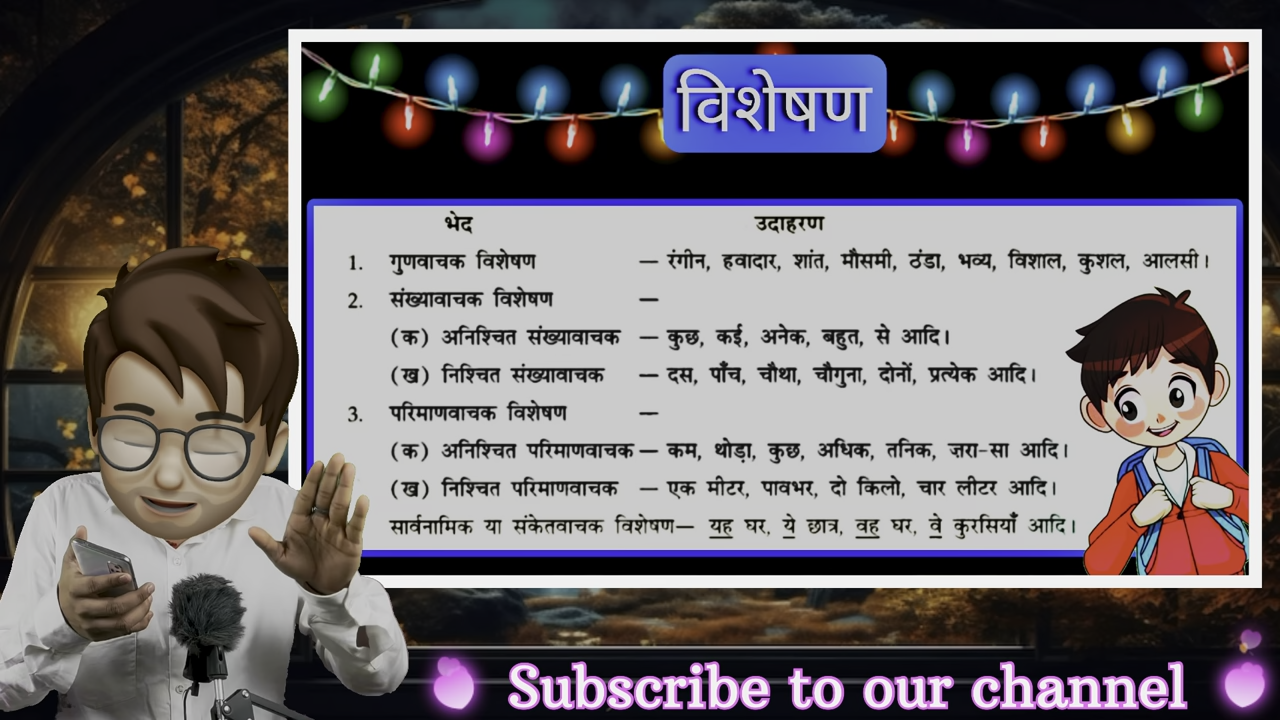 विशेषण
भेद उदाहरण
1. गुणवाचक विशेषण — रंगीन, हवादार, शांत, मौसमी, ठंडा, भव्य, विशाल, कुशल, आलसी।
2. संख्यावाचक विशेषण —
(क) अनिश्चित संख्यावाचक — कुछ, कई, अनेक, बहुत, से आदि।
(ख) निश्चित संख्यावाचक — दस, पाँच, चौथा, चौगुना, दोनों, प्रत्येक आदि।
3. परिमाणवाचक विशेषण —
(क) अनिश्चित परिमाणवाचक — कम, थोड़ा, कुछ, अधिक, तनिक, जरा-सा आदि।
(ख) निश्चित परिमाणवाचक — एक मीटर, पावभर, दो किलो, चार लीटर आदि।
सार्वनामिक या संकेतवाचक विशेषण— यह घर, ये छात्र, वह घर, वे कुरसियाँ आदि।
Subscribe to our channel